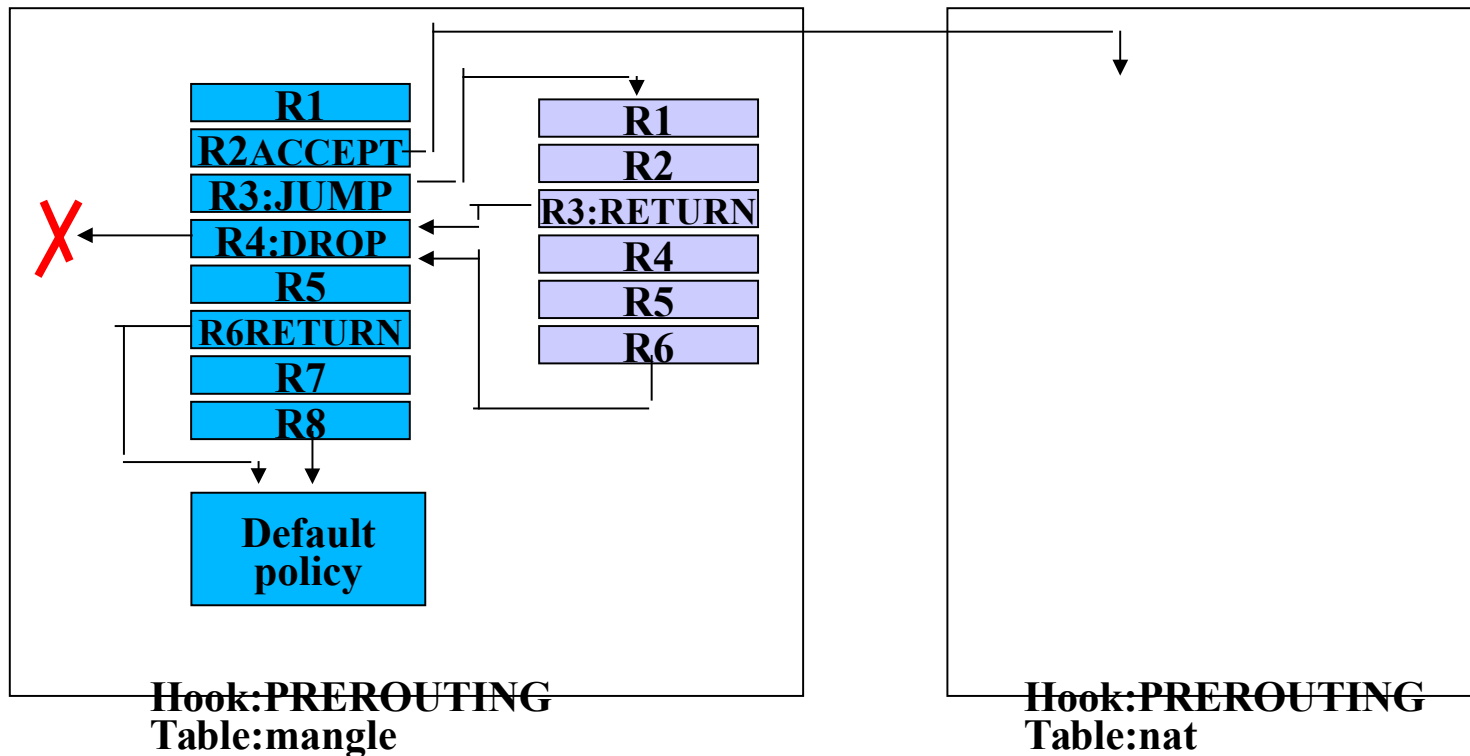 R1
R2ACCEPT
R3:JUMP
R4:DROP
R5
R6RETURN
R7
R8
Default
policy
R1
R2
R3:RETURN
R4
R5
R6
Hook:PREROUTING
Table:mangle
Hook:PREROUTING
Table:nat